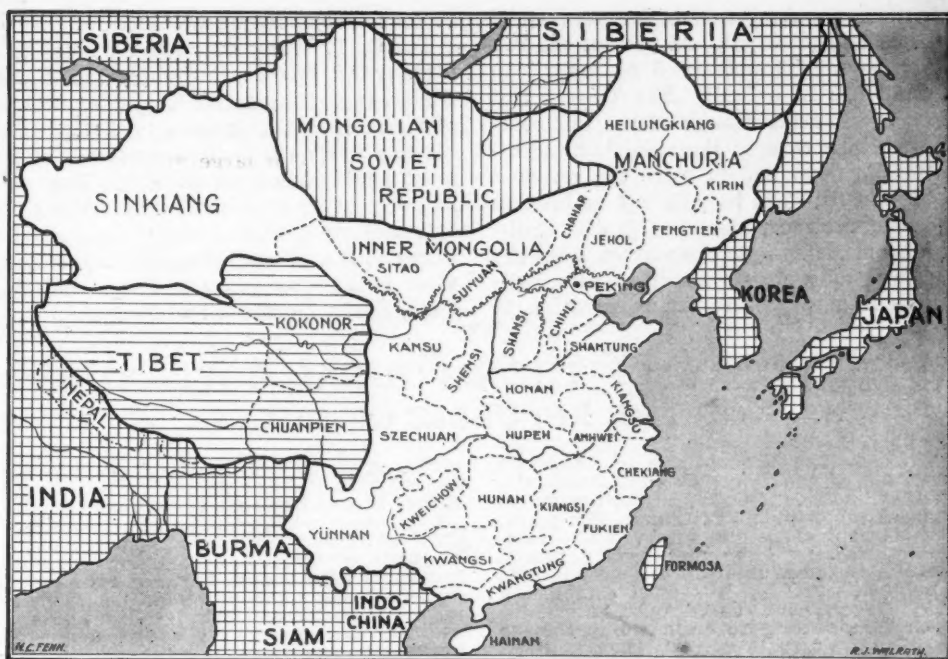 SIBERIA
SIBERIA
MONGOLIAN
SOVIET
REPUBLIC
HEILUNGKIANG
MANCHURIA
KIRIN
FENGTIEN
SINKIANG
INNER MONGOLIA
SITAO
SUIYUAN
CHAHAR
JEHOL
PEKING
KOREA
JAPAN
KOKONOR
TIBET
NEPAL
CHUANPIEN
KANSU
SHENSI
SHANSI
CHIHLI
SHANTUNG
HONAN
KIANGSU
SZECHUAN
HUPEH
ANHWEI
CHEKIANG
INDIA
KWEICHOW
HUNAN
KIANGSI
FUKIEN
YÜNNAN
BURMA
KWANGSI
KWANGTUNG
FORMOSA
INDO-
CHINA
SIAM
HAINAN
H.C. FENN.
R.J. WALRATH.